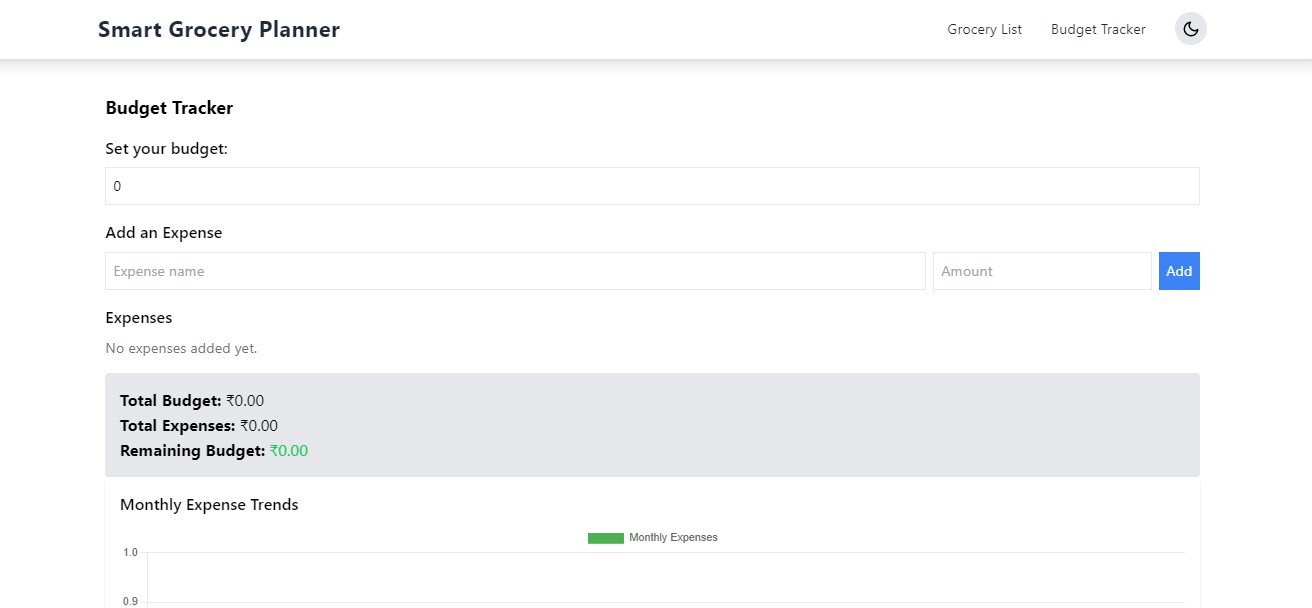 Smart Grocery Planner
Grocery List
Budget Tracker
Budget Tracker
Set your budget:
0
Add an Expense
Expense name
Amount
Add
Expenses
No expenses added yet.
Total Budget: ₹0.00
Total Expenses: ₹0.00
Remaining Budget: ₹0.00
Monthly Expense Trends
Monthly Expenses
1.0
0.9